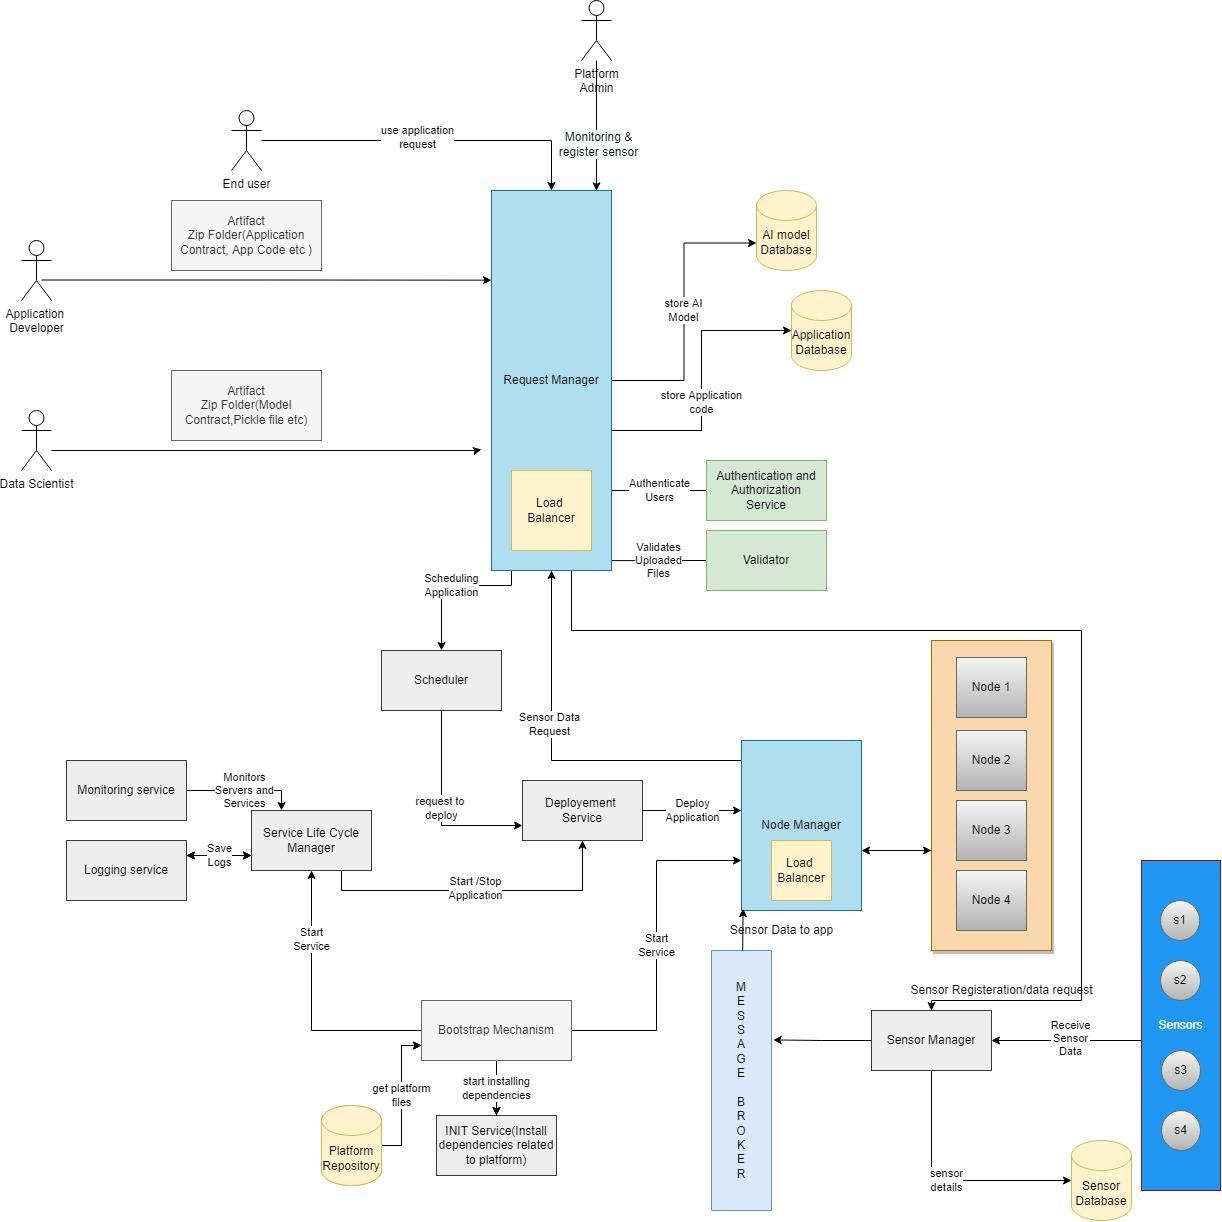 Platform
Admin
use application
request
Monitoring &
register sensor
End user
Artifact
Zip Folder(Application
Contract, App Code etc )
AI model
Database
Application
Developer
store AI
Model
Application
Database
Artifact
Zip Folder(Model
Contract,Pickle file etc)
Request Manager
store Application
code
Data Scientist
Load
Balancer
Authenticate
Users
Authentication and
Authorization
Service
Validates
Uploaded
Files
Validator
Scheduling
Application
Scheduler
Sensor Data
Request
Node 1
Node 2
Node 3
Node 4
Monitoring service
Monitors
Servers and
Services
request to
deploy
Deployement
Service
Deploy
Application
Node Manager
Load
Balancer
Service Life Cycle
Manager
Logging service
Save
Logs
Start /Stop
Application
Start
Service
Start
Service
Sensor Data to app
MESSAGE BROKER
Sensor Registeration/data request
s1
s2
Sensors
s3
s4
Bootstrap Mechasism
Sensor Manager
Receive
Sensor
Data
get platform
files
start installing
dependencies
INIT Service(Install
dependencies related
to platform)
Platform
Repository
sensor
details
Sensor
Database